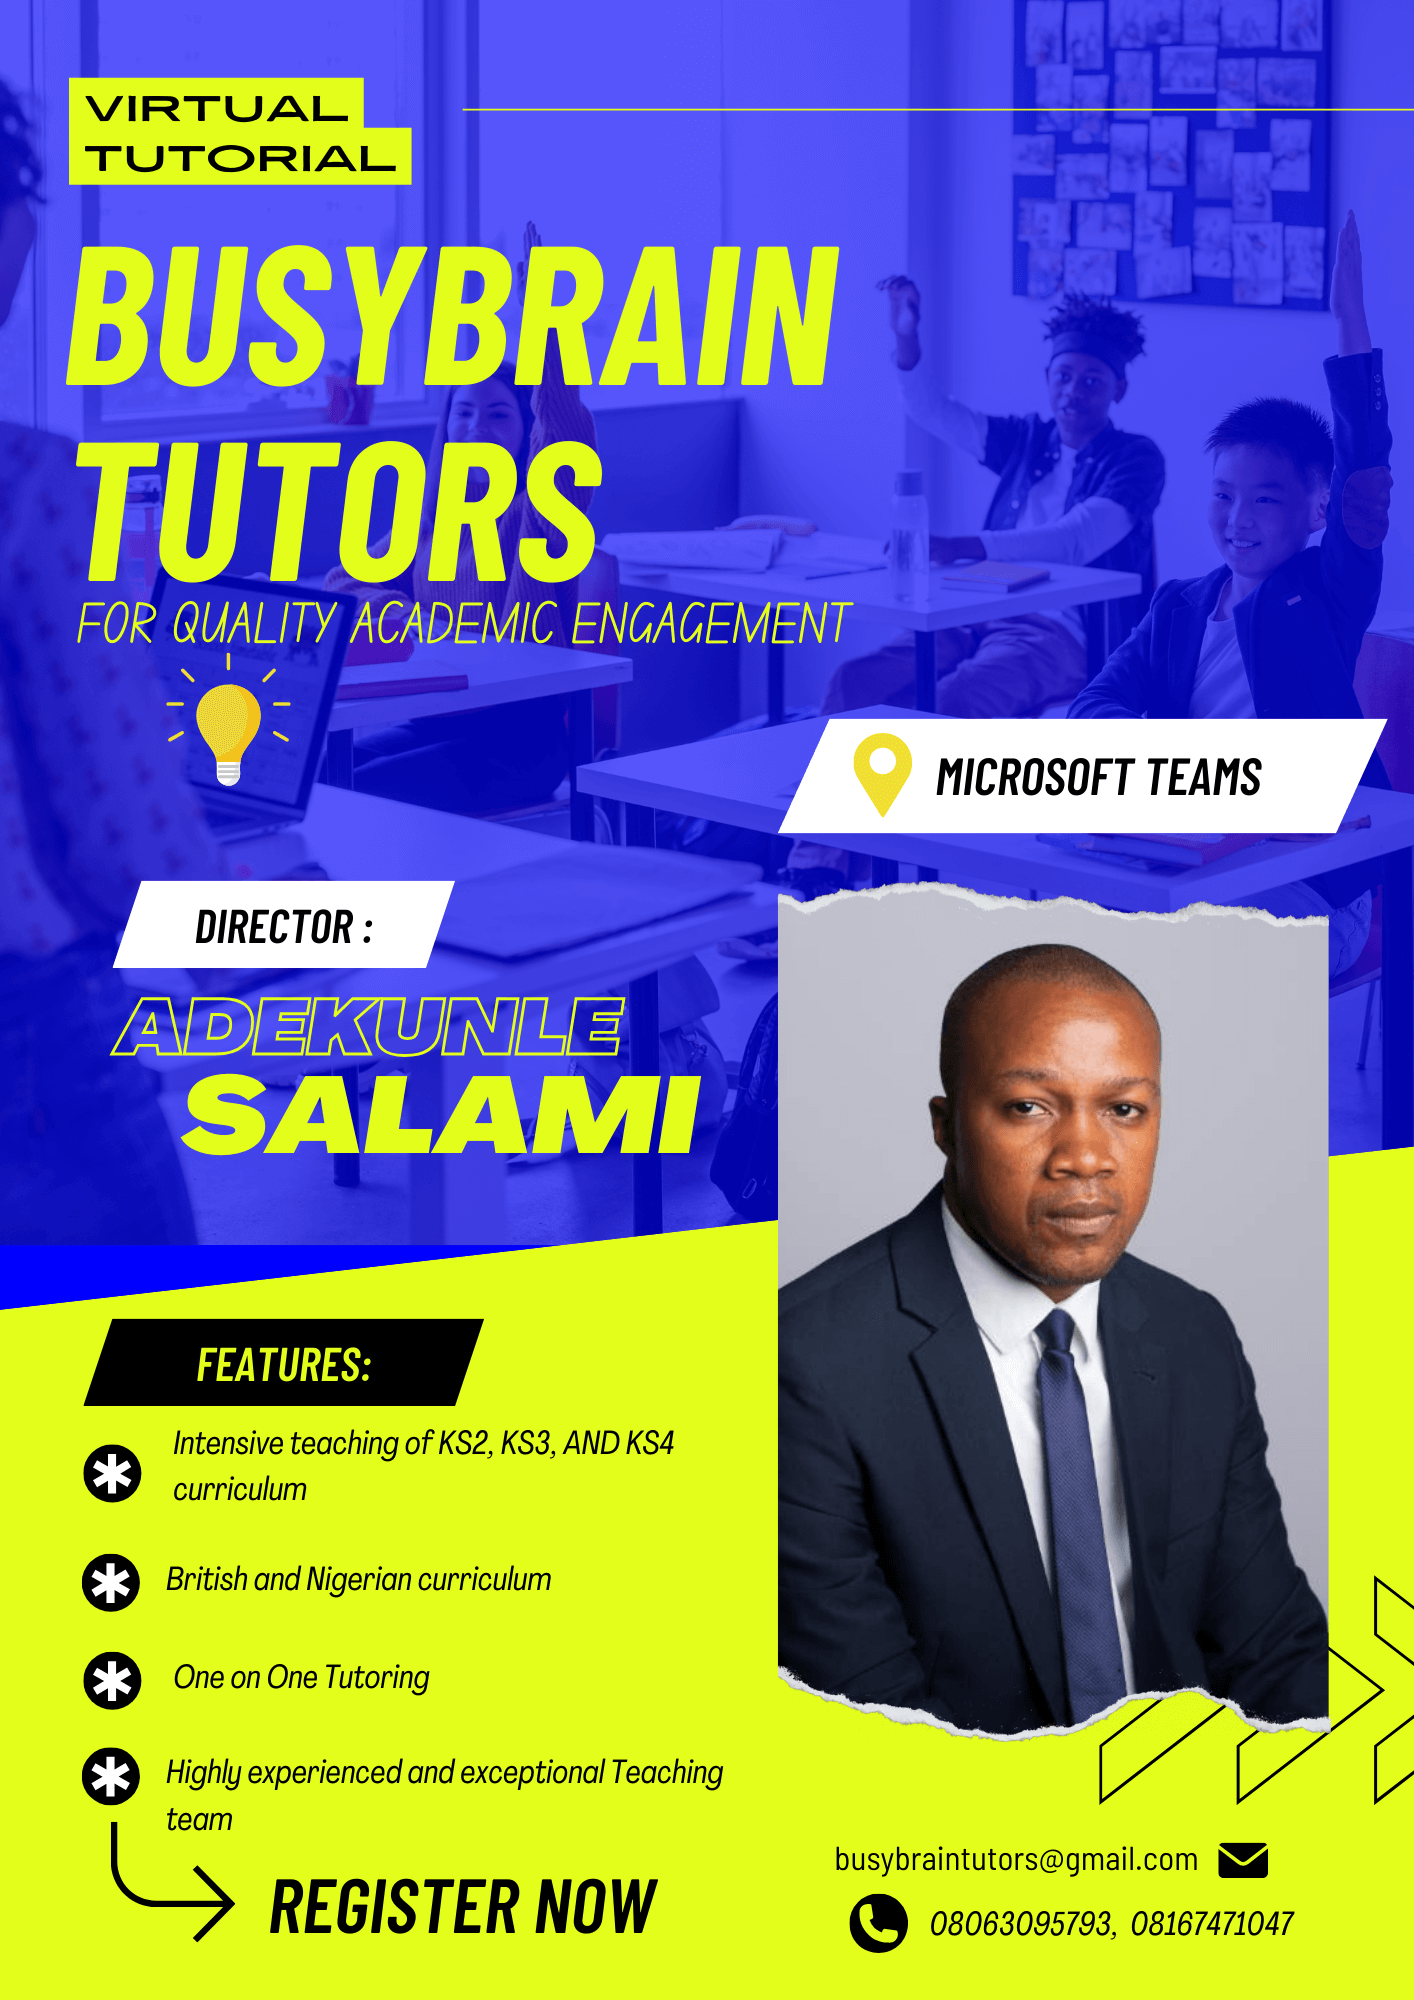 VIRTUAL
TUTORIAL
BUSYBRAIN
TUTORS
FOR QUALITY ACADEMIC ENGAGEMENT
MICROSOFT TEAMS
DIRECTOR :
ADEKUNLE
SALAMI
FEATURES:
Intensive teaching of KS2, KS3, AND KS4
curriculum
British and Nigerian curriculum
One on One Tutoring
Highly experienced and exceptional Teaching
team
REGISTER NOW
busybraintutors@gmail.com
08063095793, 08167471047